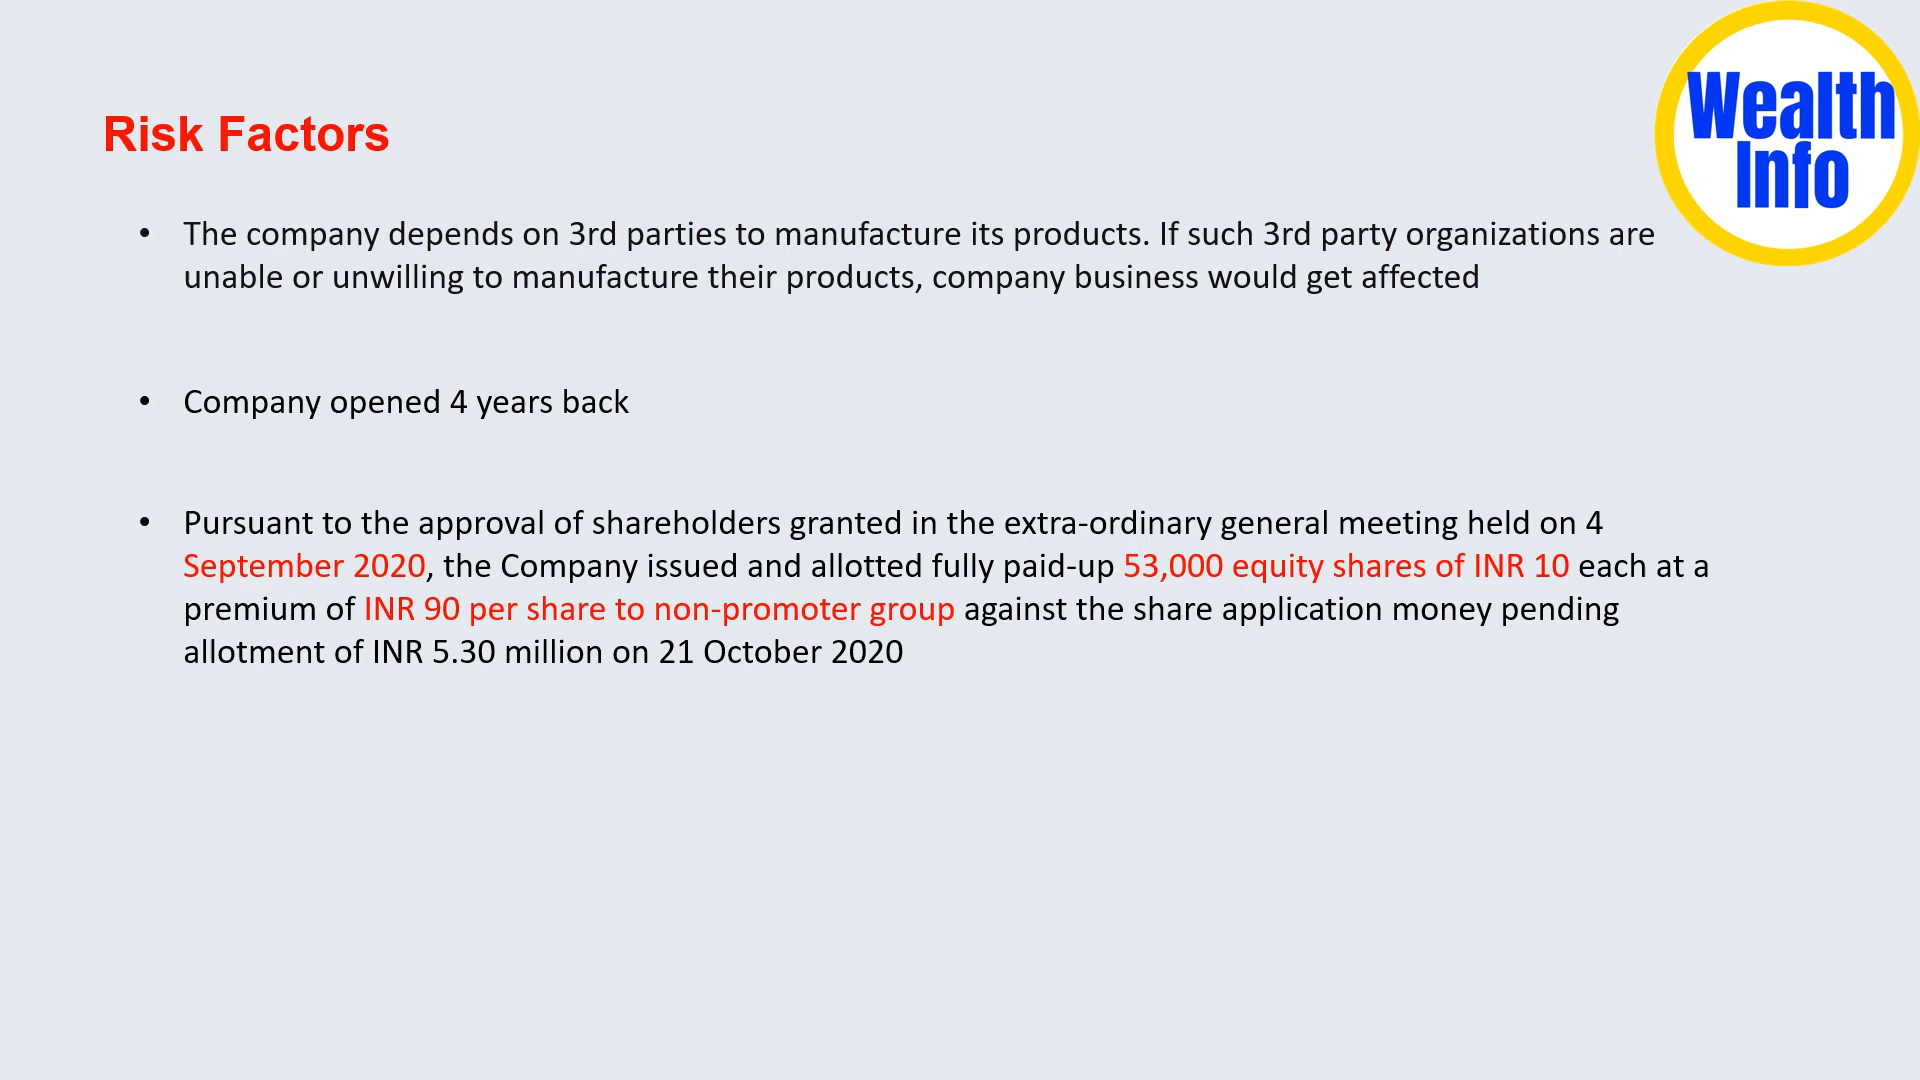 Wealth
Info
Risk Factors
• The company depends on 3rd parties to manufacture its products. If such 3rd party organizations are
unable or unwilling to manufacture their products, company business would get affected
• Company opened 4 years back
• Pursuant to the approval of shareholders granted in the extra-ordinary general meeting held on 4
September 2020, the Company issued and allotted fully paid-up 53,000 equity shares of INR 10 each at a
premium of INR 90 per share to non-promoter group against the share application money pending
allotment of INR 5.30 million on 21 October 2020